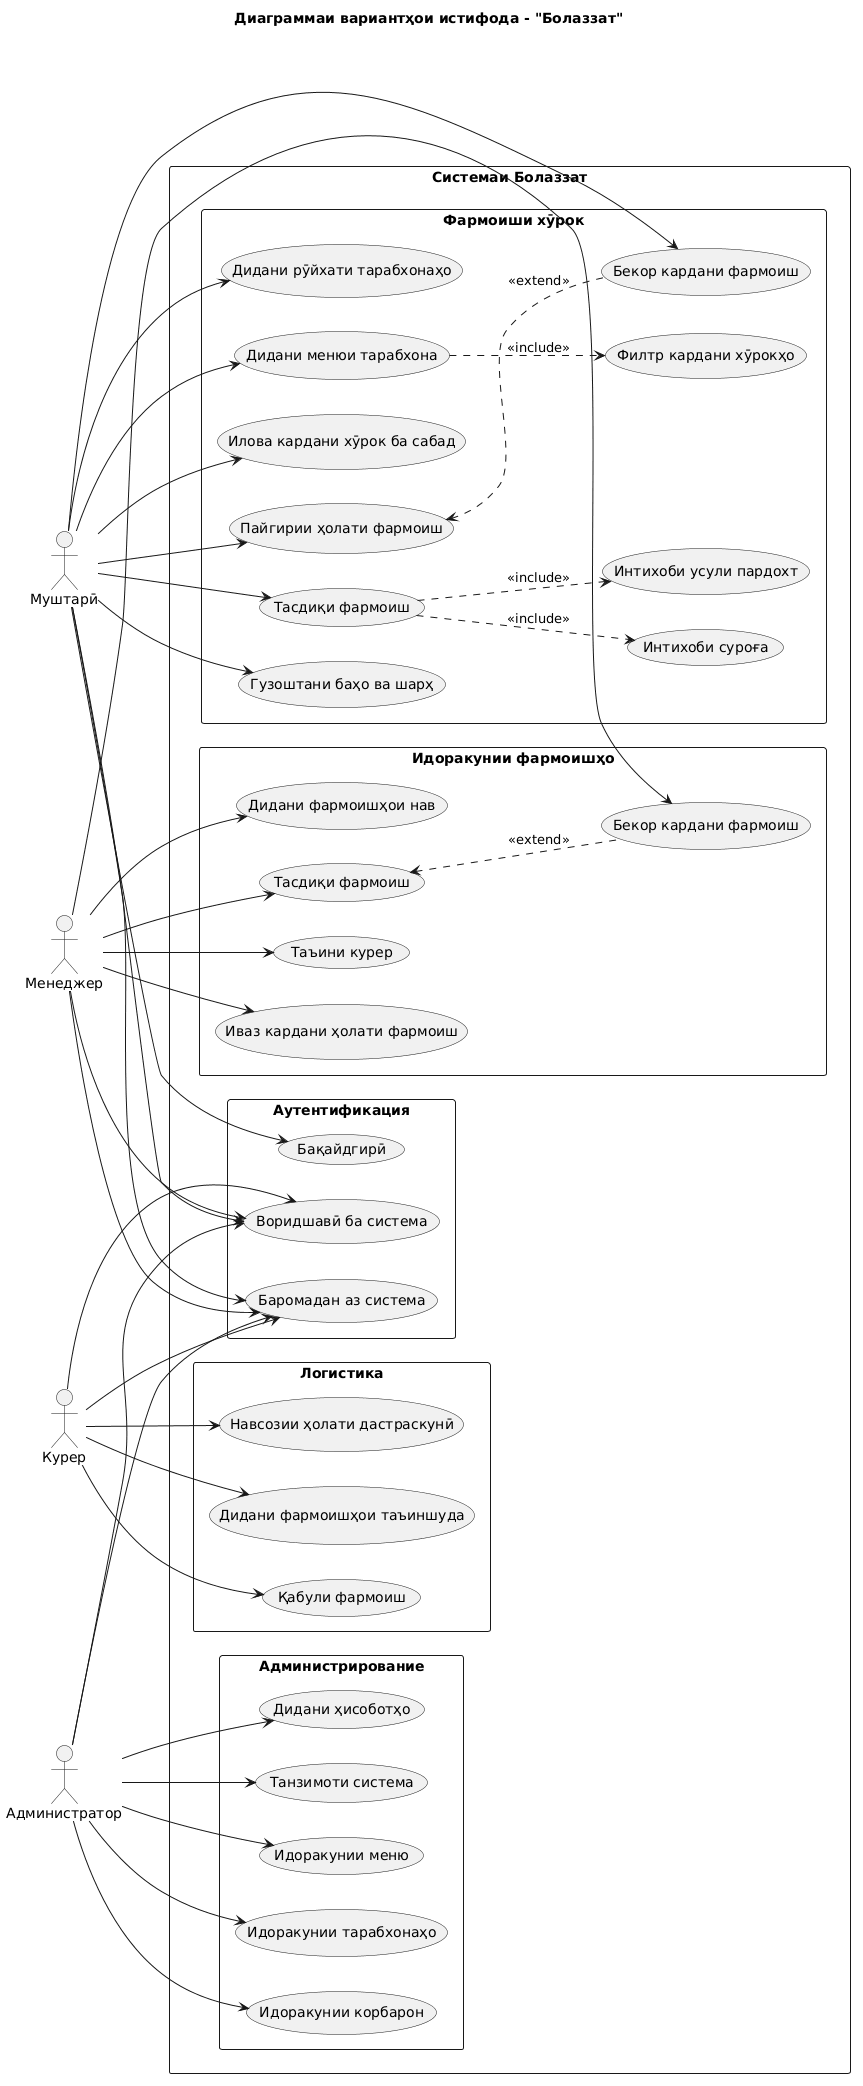 Диаграммаи вариантҳои истифода - "Болаззат"
Системаи Болаззат
Фармоиши хӯрок
Дидани рӯйхати тарабхонаҳо
«extend»
Бекор кардани фармоиш
Дидани менюи тарабхона
«include»
Филтр кардани хӯрокҳо
Илова кардани хӯрок ба сабад
Пайгирии ҳолати фармоиш
Муштарӣ
Тасдиқи фармоиш
«include»
Интихоби усули пардохт
«include»
Интихоби суроға
Гузоштани баҳо ва шарҳ
Идоракунии фармоишҳо
Дидани фармоишҳои нав
«extend»
Бекор кардани фармоиш
Тасдиқи фармоиш
Таъини курер
Менеджер
Иваз кардани ҳолати фармоиш
Аутентификация
Бақайдгирӣ
Воридшавӣ ба система
Баромадан аз система
Логистика
Навсозии ҳолати дастраскунӣ
Курер
Дидани фармоишҳои таъиншуда
Қабули фармоиш
Администрирование
Дидани ҳисоботҳо
Танзимоти система
Администратор
Идоракунии меню
Идоракунии тарабхонаҳо
Идоракунии корбарон